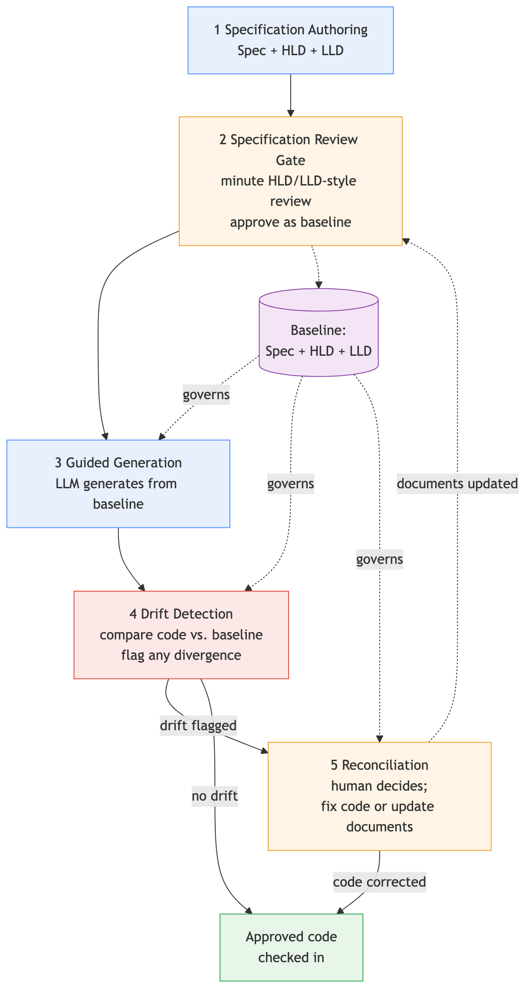 1 Specification Authoring
Spec + HLD + LLD
2 Specification Review
Gate
minute HLD/LLD-style
review
approve as baseline
Baseline:
Spec + HLD + LLD
governs
3 Guided Generation
LLM generates from
baseline
governs
documents updated
governs
4 Drift Detection
compare code vs. baseline
flag any divergence
drift flagged
5 Reconciliation
human decides;
fix code or update
documents
no drift
code corrected
Approved code
checked in